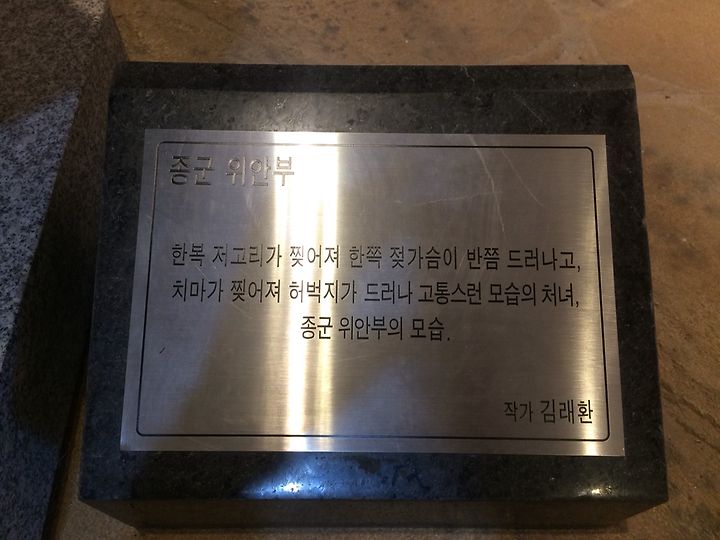 종군 위안부
한복 저고리가 찢어져 한쪽 젖가슴이 반쯤 드러나고,
치마가 찢어져 허벅지가 드러나 고통스런 모습의 처녀,
종군 위안부의 모습.
작가 김래환